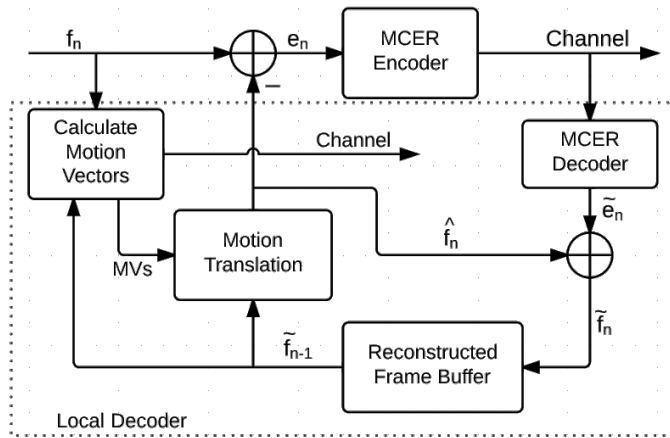 fₙ
eₙ
MCER
Encoder
Channel
−
Calculate
Motion
Vectors
Channel
MCER
Decoder
ẽₙ
MVs
Motion
Translation
f̂ₙ
f̃ₙ
f̃ₙ₋₁
Reconstructed
Frame Buffer
Local Decoder